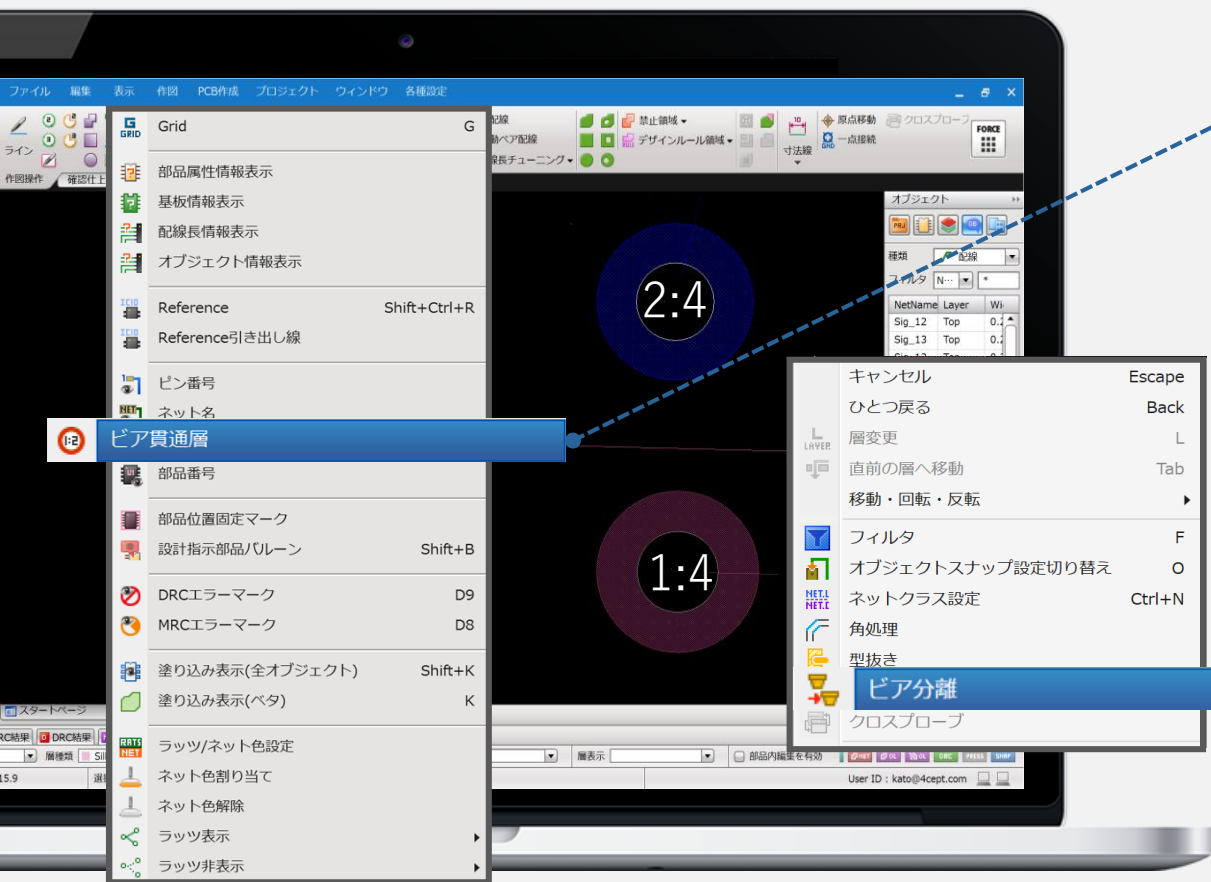 ファイル 編集 表示 作図 PCB作成 プロジェクト ウィンドウ 各種設定
ライン
作図操作
GRID Grid G
部品属性情報表示
基板情報表示
配線長情報表示
オブジェクト情報表示
Reference Shift+Ctrl+R
Reference引き出し線
ピン番号
NET ネット名
1:2 ビア貫通層
部品番号
部品位置固定マーク
設計指示部品バルーン Shift+B
DRCエラーマーク D9
MRCエラーマーク D8
塗り込み表示(全オブジェクト) Shift+K
塗り込み表示(ベタ) K
RATS NET ラッツ/ネット色設定
ネット色割り当て
ネット色解除
ラッツ表示
ラッツ非表示
ペア配線
長チューニング
禁止領域
デザインルール領域
寸法線
原点移動
一点接続
クロスプローブ
FORCE
2:4
1:4
オブジェクト
種類 配線
フィルタ N… *
NetName Layer
Sig_12 Top
Sig_13 Top
キャンセル Escape
ひとつ戻る Back
LAYER 層変更 L
直前の層へ移動 Tab
移動・回転・反転
フィルタ F
オブジェクトスナップ設定切り替え O
NET.L ネットクラス設定 Ctrl+N
角処理
型抜き
ビア分離
クロスプローブ
スタートページ
RC結果 DRC結果
層種類
層表示 部品内編集を有効
15.9
User ID : kato@4cept.com